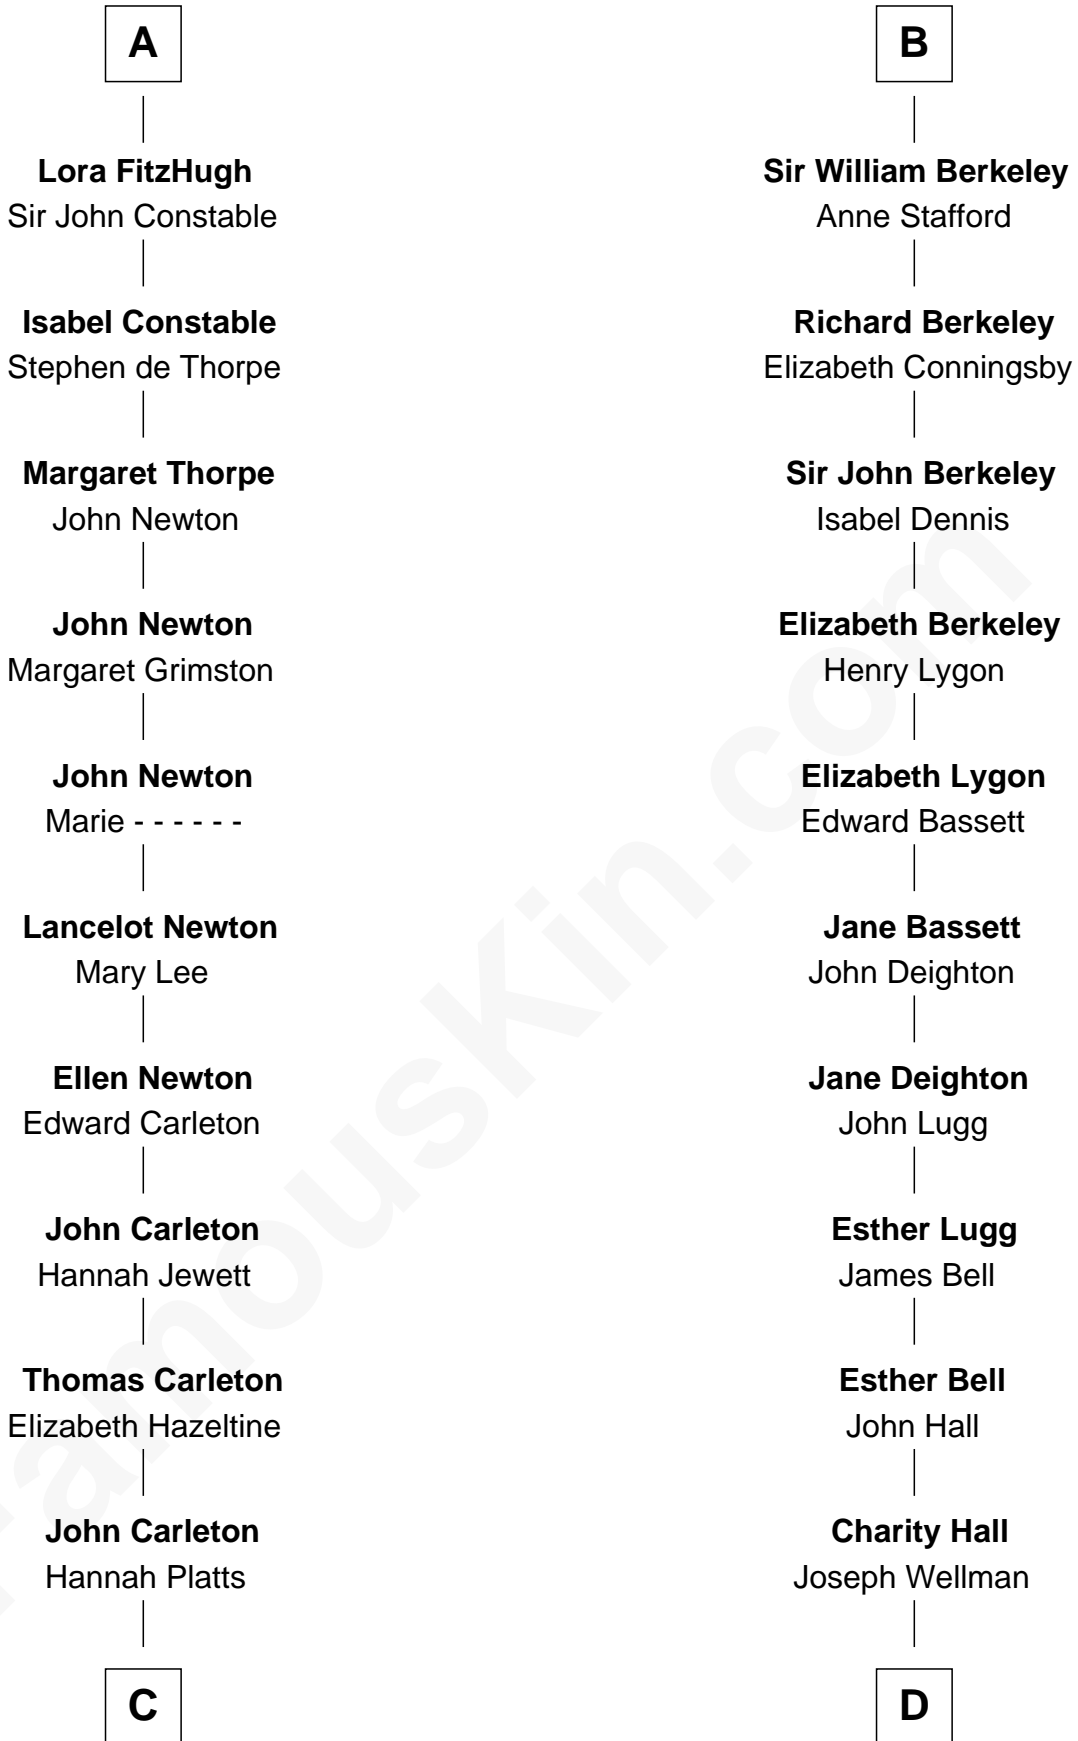 A
Lora FitzHugh
Sir John Constable
Isabel Constable
Stephen de Thorpe
Margaret Thorpe
John Newton
John Newton
Margaret Grimston
John Newton
Marie - - - - - -
Lancelot Newton
Mary Lee
Ellen Newton
Edward Carleton
John Carleton
Hannah Jewett
Thomas Carleton
Elizabeth Hazeltine
John Carleton
Hannah Platts
C
B
Sir William Berkeley
Anne Stafford
Richard Berkeley
Elizabeth Conningsby
Sir John Berkeley
Isabel Dennis
Elizabeth Berkeley
Henry Lygon
Elizabeth Lygon
Edward Bassett
Jane Bassett
John Deighton
Jane Deighton
John Lugg
Esther Lugg
James Bell
Esther Bell
John Hall
Charity Hall
Joseph Wellman
D
FamousKin.com